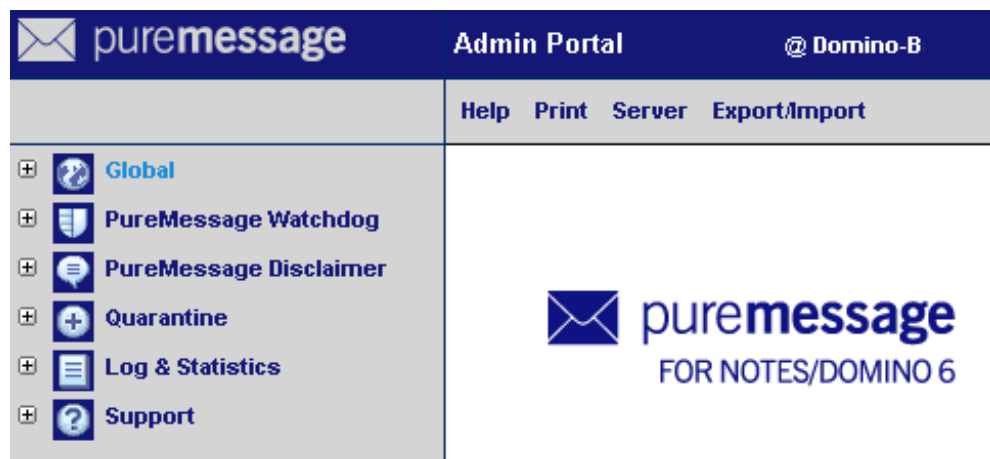 puremessage
Admin Portal @ Domino-B
Help Print Server Export/Import
Global
PureMessage Watchdog
PureMessage Disclaimer
Quarantine
Log & Statistics
Support
puremessage
FOR NOTES/DOMINO 6